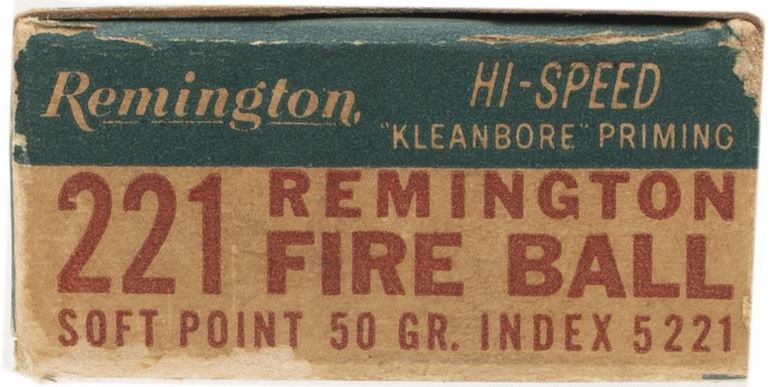 Remington,
HI-SPEED
"KLEANBORE" PRIMING
221 REMINGTON
FIRE BALL
SOFT POINT 50 GR. INDEX 5221